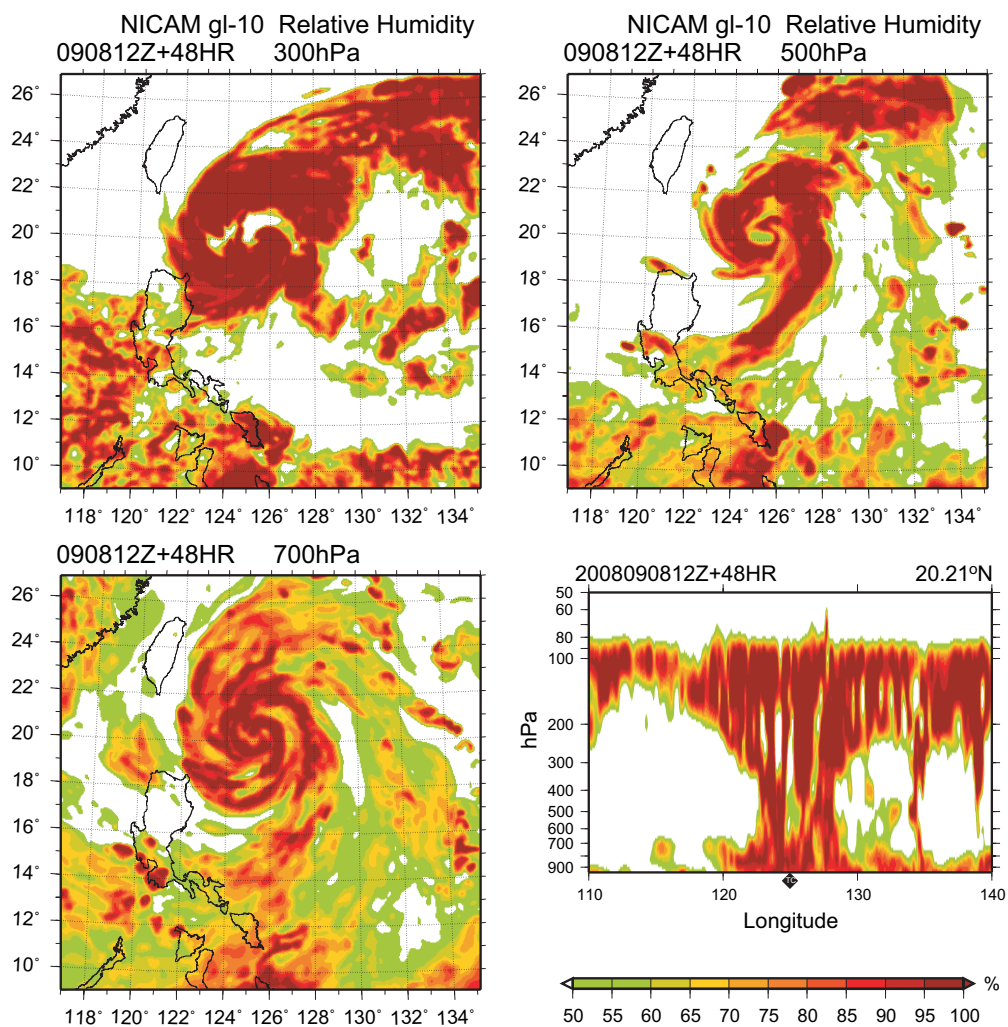 NICAM gl-10 Relative Humidity
090812Z+48HR 300hPa
26°
24°
22°
20°
18°
16°
14°
12°
10°
118° 120° 122° 124° 126° 128° 130° 132° 134°
NICAM gl-10 Relative Humidity
090812Z+48HR 500hPa
26°
24°
22°
20°
18°
16°
14°
12°
10°
118° 120° 122° 124° 126° 128° 130° 132° 134°
090812Z+48HR 700hPa
26°
24°
22°
20°
18°
16°
14°
12°
10°
118° 120° 122° 124° 126° 128° 130° 132° 134°
2008090812Z+48HR 20.21°N
50
60
80
100
200
300
400
500
600
700
900
hPa
110 120 130 140
TC
Longitude
%
50 55 60 65 70 75 80 85 90 95 100